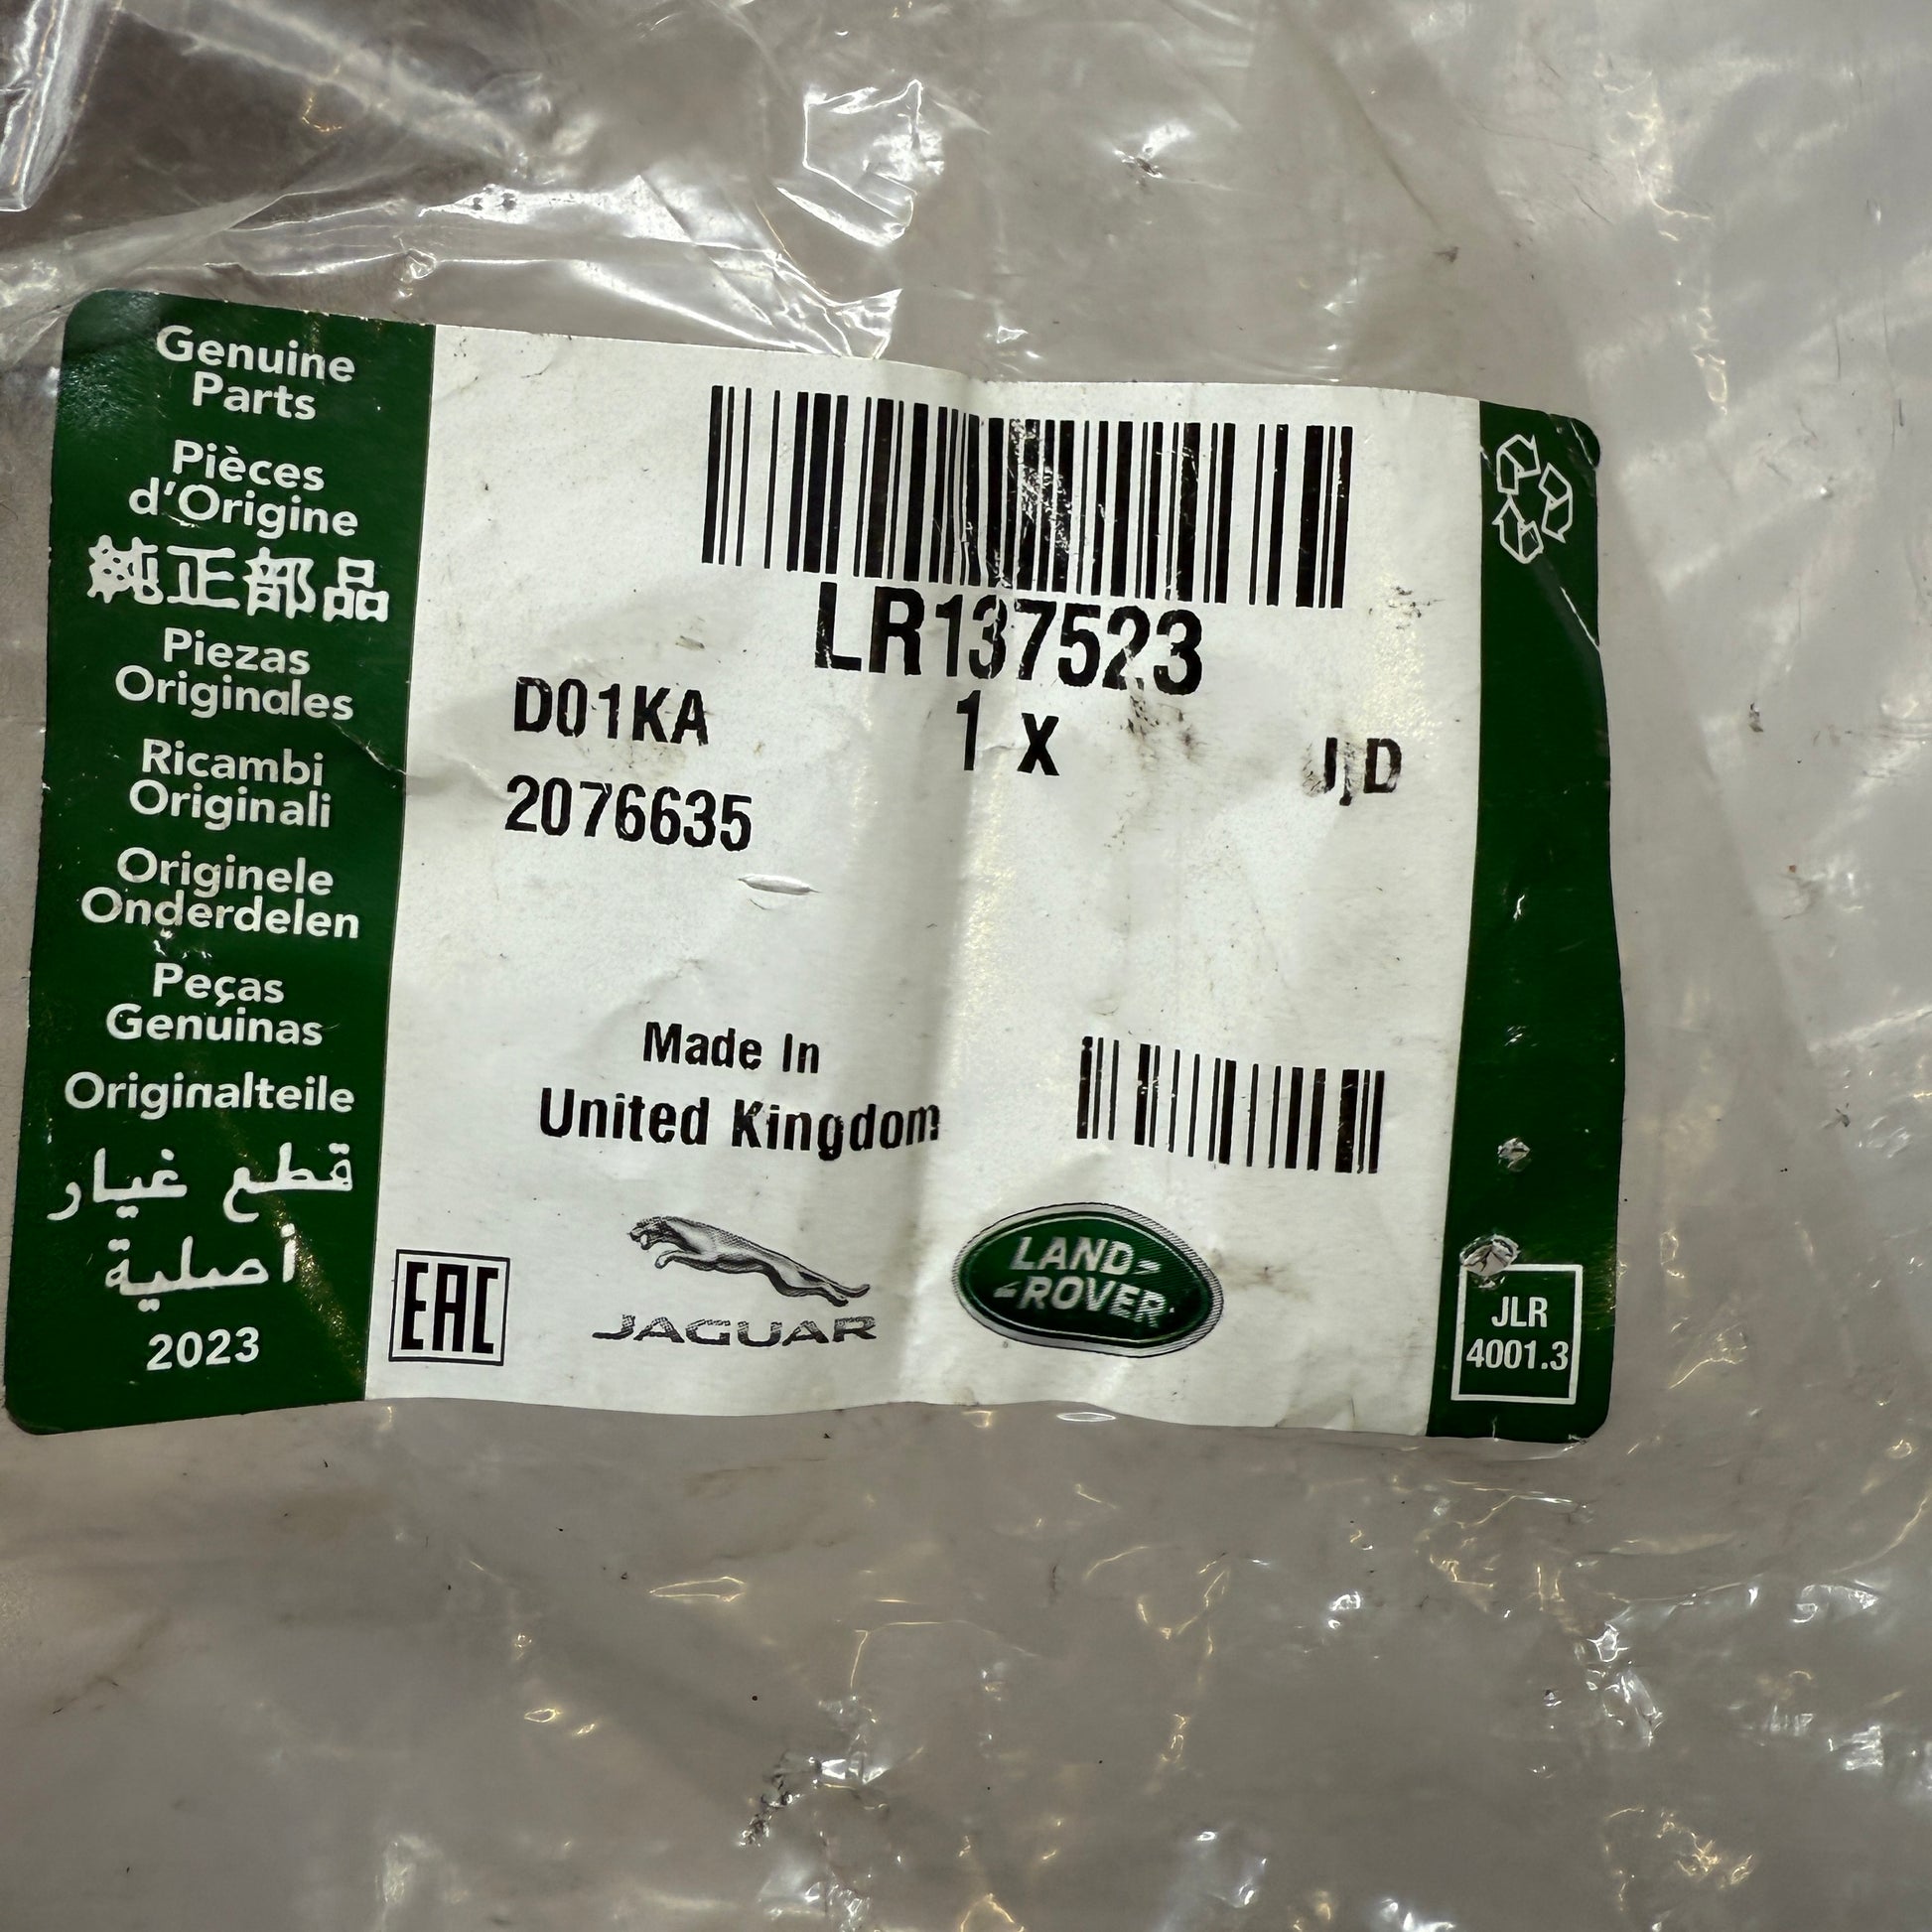 Genuine
Parts
Pièces
d'Origine
純正部品
Piezas
Originales
Ricambi
Originali
Originele
Onderdelen
Peças
Genuinas
Originalteile
قطع غيار
أصلية
2023
LR137523
D01KA 1 x
2076635
Made In
United Kingdom
EAC
JAGUAR
LAND-
-ROVER
JLR
4001.3